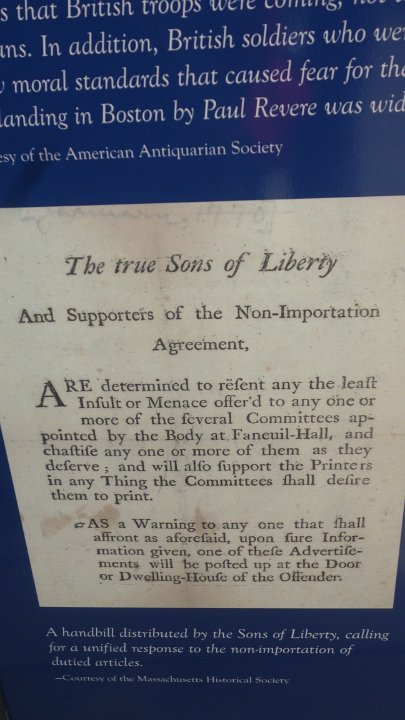 s that British troops were coming, not
ans. In addition, British soldiers who we
moral standards that caused fear for the
landing in Boston by Paul Revere was wid
esy of the American Antiquarian Society
The true Sons of Liberty
And Supporters of the Non-Importation
Agreement,
ARE determined to reſent any the leaſt
Inſult or Menace offer'd to any one or
more of the ſeveral Committees ap-
pointed by the Body at Faneuil-Hall, and
chaſtiſe any one or more of them as they
deſerve ; and will alſo ſupport the Printers
in any Thing the Committees ſhall deſire
them to print.
☞AS a Warning to any one that ſhall
affront as aforeſaid, upon ſure Infor-
mation given, one of theſe Advertiſe-
ments will be poſted up at the Door
or Dwelling-Houſe of the Offender.
A handbill distributed by the Sons of Liberty, calling
for a unified response to the non-importation of
dutied articles.
—Courtesy of the Massachusetts Historical Society